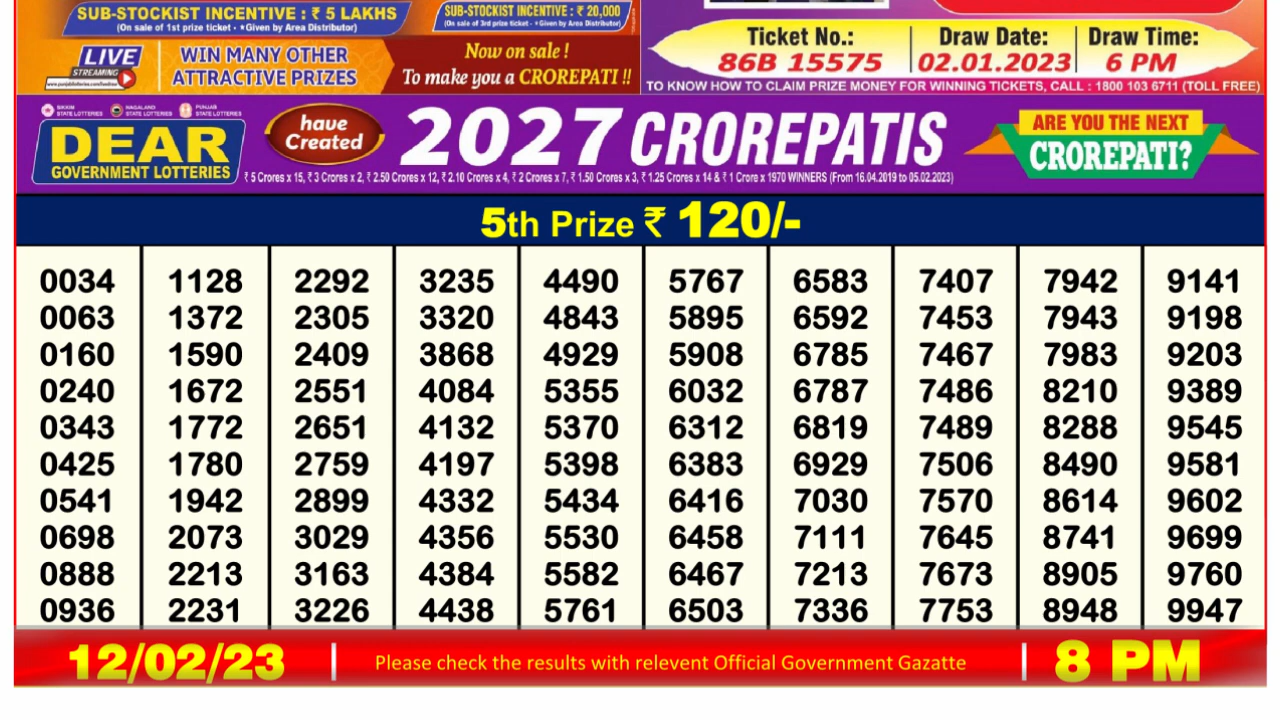 SUB-STOCKIST INCENTIVE : ₹ 5 LAKHS
(On sale of 1st prize ticket - *Given by Area Distributor)
SUB-STOCKIST INCENTIVE : ₹ 20,000
(On sale of 3rd prize ticket - *Given by Area Distributor)
LIVE
STREAMING
WIN MANY OTHER
ATTRACTIVE PRIZES
Now on sale !
To make you a CROREPATI !!
Ticket No.: Draw Date: Draw Time:
86B 15575 02.01.2023 6 PM
TO KNOW HOW TO CLAIM PRIZE MONEY FOR WINNING TICKETS, CALL : 1800 103 6711 (TOLL FREE)
SIKKIM STATE LOTTERIES NAGALAND STATE LOTTERIES PUNJAB STATE LOTTERIES
DEAR
GOVERNMENT LOTTERIES
have
Created
2027 CROREPATIS
₹ 5 Crores x 15, ₹ 3 Crores x 2, ₹ 2.50 Crores x 12, ₹ 2.10 Crores x 4, ₹ 2 Crores x 7, ₹ 1.50 Crores x 3, ₹ 1.25 Crores x 14 & ₹ 1 Crore x 1970 WINNERS (From 16.04.2019 to 05.02.2023)
ARE YOU THE NEXT
CROREPATI?
5th Prize ₹ 120/-
0034 1128 2292 3235 4490 5767 6583 7407 7942 9141
0063 1372 2305 3320 4843 5895 6592 7453 7943 9198
0160 1590 2409 3868 4929 5908 6785 7467 7983 9203
0240 1672 2551 4084 5355 6032 6787 7486 8210 9389
0343 1772 2651 4132 5370 6312 6819 7489 8288 9545
0425 1780 2759 4197 5398 6383 6929 7506 8490 9581
0541 1942 2899 4332 5434 6416 7030 7570 8614 9602
0698 2073 3029 4356 5530 6458 7111 7645 8741 9699
0888 2213 3163 4384 5582 6467 7213 7673 8905 9760
0936 2231 3226 4438 5761 6503 7336 7753 8948 9947
12/02/23 Please check the results with relevent Official Government Gazatte 8 PM